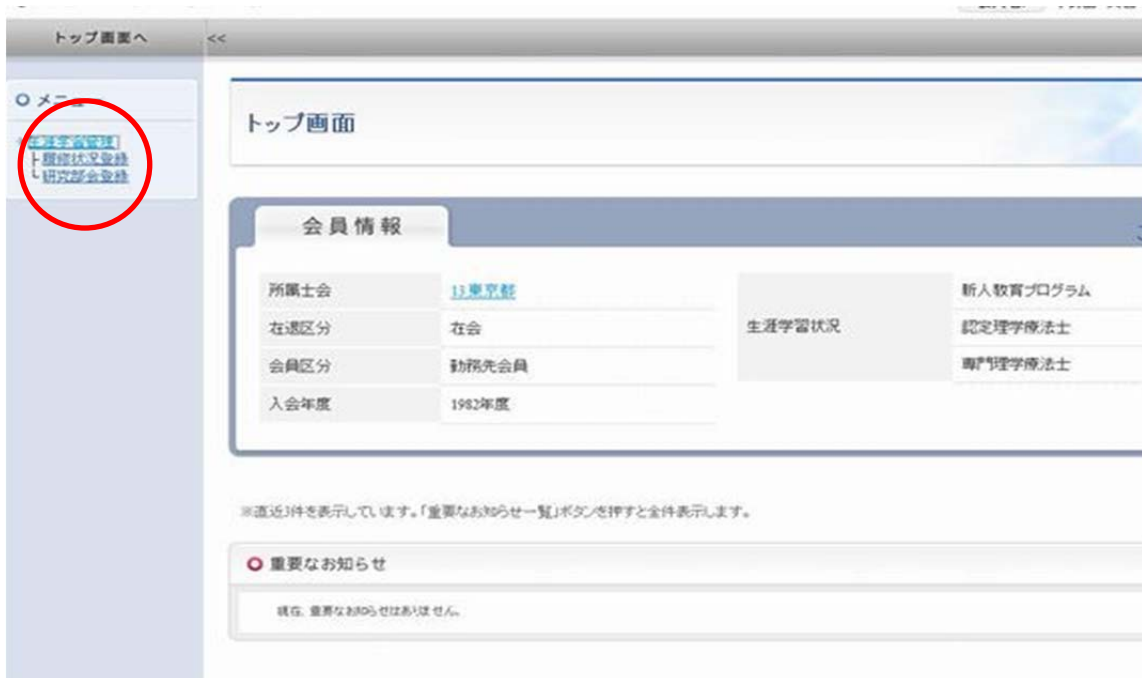 トップ画面へ <<
メニュー
生涯学習管理
├履修状況登録
└研究部会登録
トップ画面
会員情報
所属士会 13東京都
在退区分 在会
会員区分 勤務先会員
入会年度 1982年度
生涯学習状況
新人教育プログラム
認定理学療法士
専門理学療法士
※直近3件を表示しています。「重要なお知らせ一覧」ボタンを押すと全件表示します。
重要なお知らせ
現在、重要なお知らせはありません。